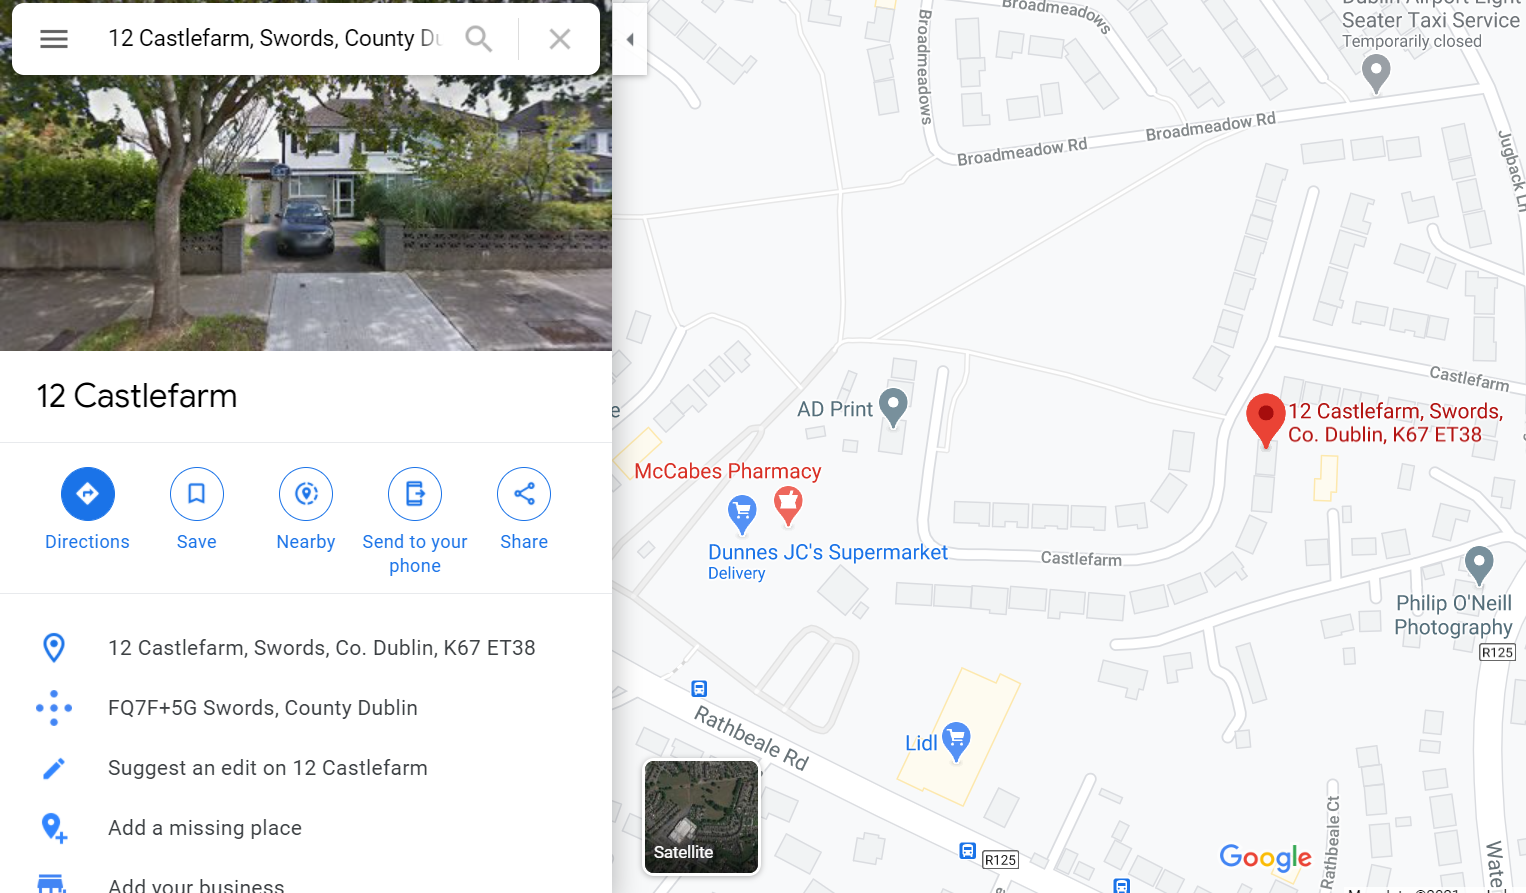 12 Castlefarm, Swords, County Du
12 Castlefarm
Directions
Save
Nearby
Send to your
phone
Share
12 Castlefarm, Swords, Co. Dublin, K67 ET38
FQ7F+5G Swords, County Dublin
Suggest an edit on 12 Castlefarm
Add a missing place
Add your business
Broadmeadows
Broadmeadows
Dublin Airport Eight
Seater Taxi Service
Temporarily closed
Broadmeadow Rd
Broadmeadow Rd
Jugback Ln
Castlefarm
AD Print
12 Castlefarm, Swords,
Co. Dublin, K67 ET38
McCabes Pharmacy
Dunnes JC's Supermarket
Delivery
Castlefarm
Philip O'Neill
Photography
R125
Rathbeale Rd
Lidl
Satellite
R125
Rathbeale Ct
Wate
Google